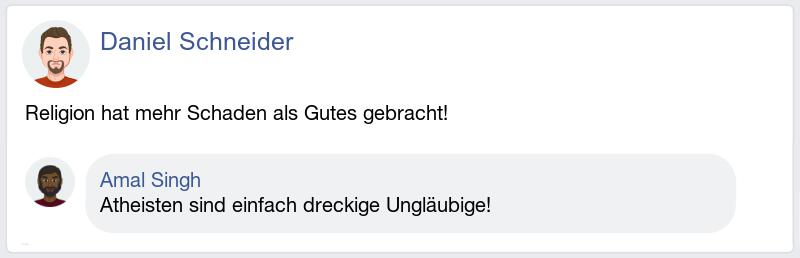 Daniel Schneider
Religion hat mehr Schaden als Gutes gebracht!
Amal Singh
Atheisten sind einfach dreckige Ungläubige!